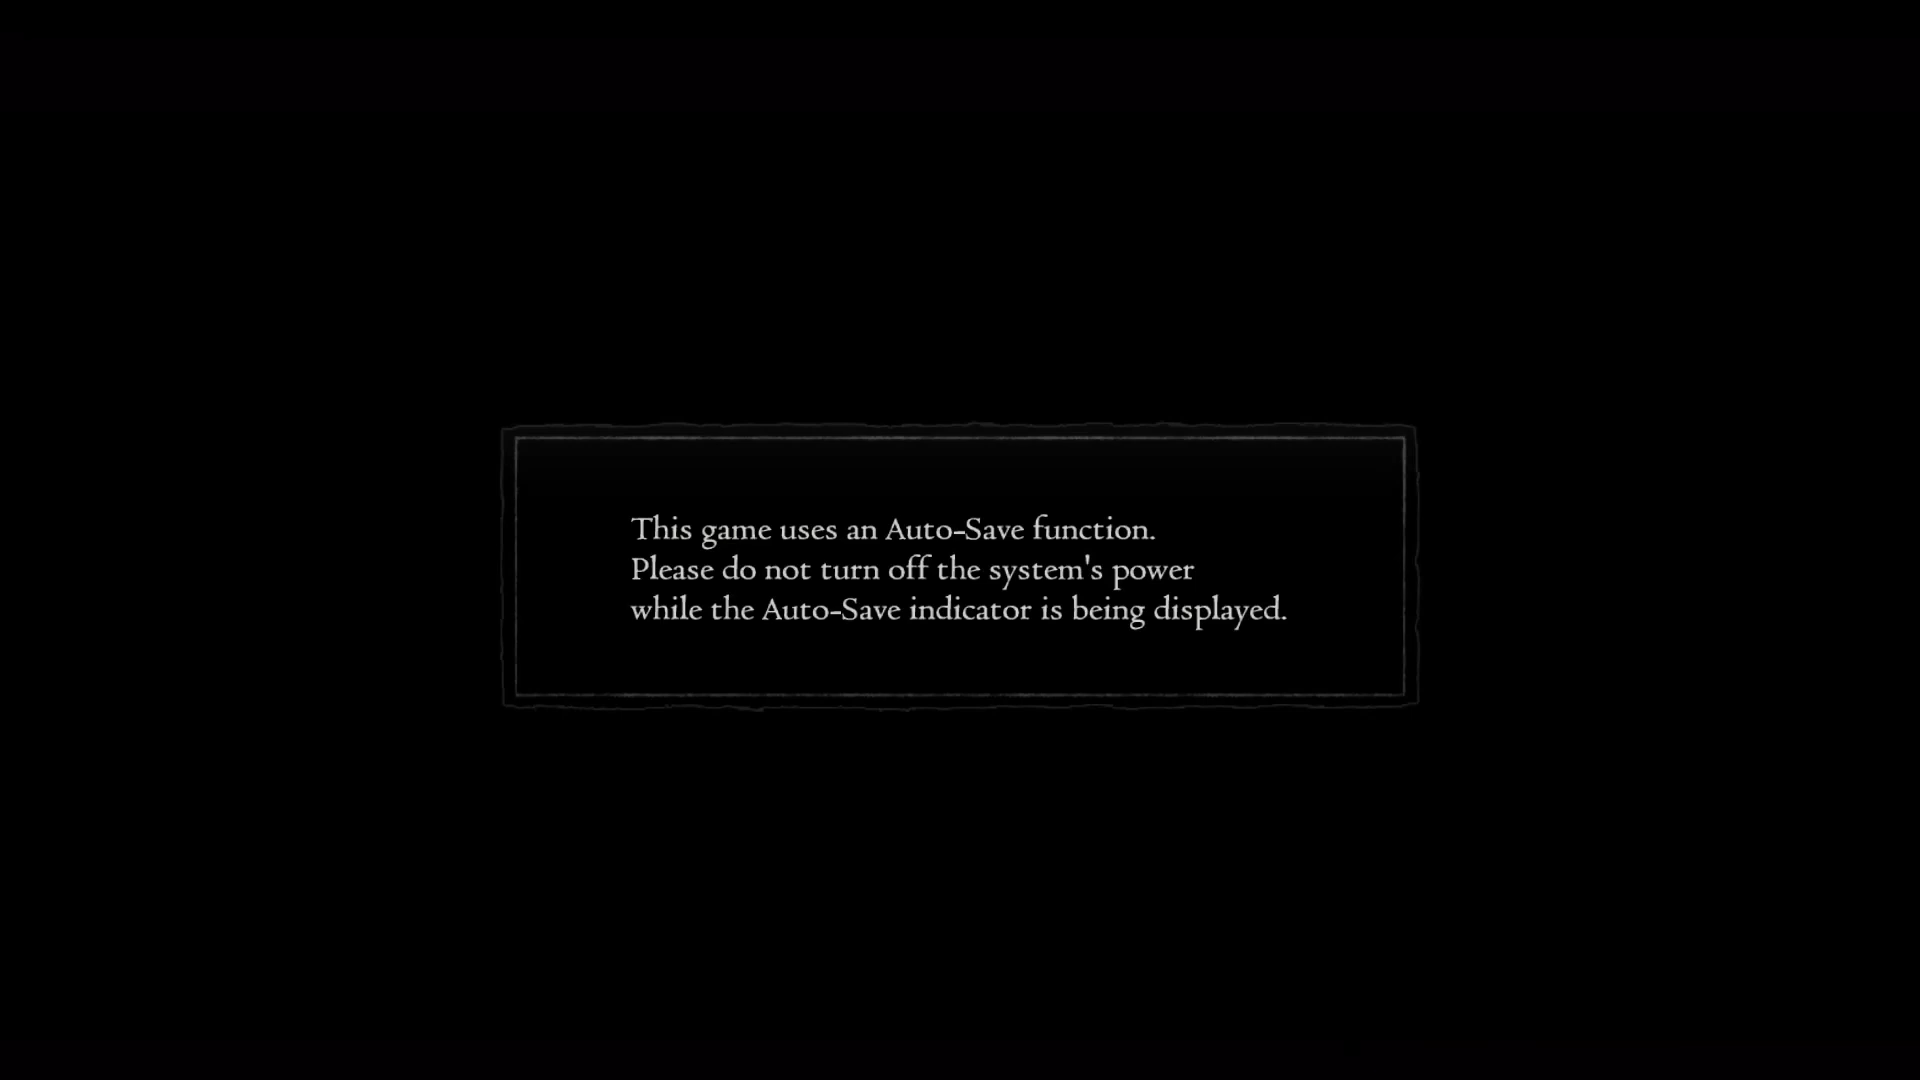 This game uses an Auto-Save function.
Please do not turn off the system's power
while the Auto-Save indicator is being displayed.